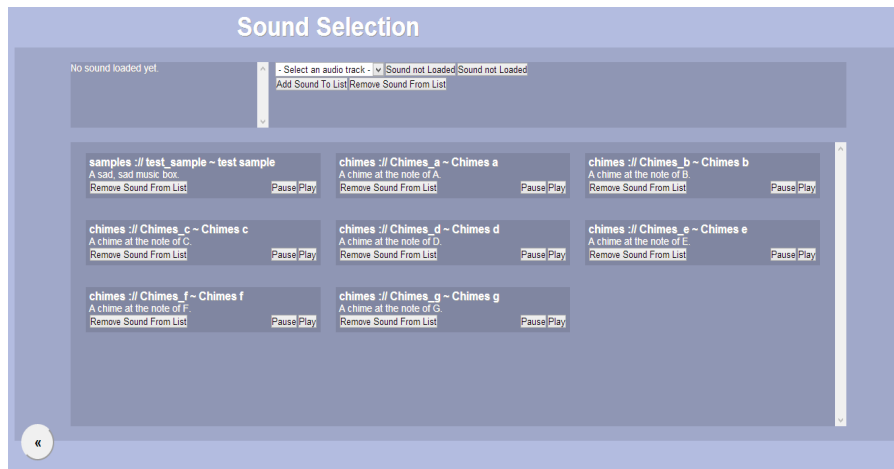 Sound Selection
No sound loaded yet.
- Select an audio track - Sound not Loaded Sound not Loaded
Add Sound To List Remove Sound From List
samples :// test_sample ~ test sample
A sad, sad music box.
Remove Sound From List Pause Play
chimes :// Chimes_a ~ Chimes a
A chime at the note of A.
Remove Sound From List Pause Play
chimes :// Chimes_b ~ Chimes b
A chime at the note of B.
Remove Sound From List Pause Play
chimes :// Chimes_c ~ Chimes c
A chime at the note of C.
Remove Sound From List Pause Play
chimes :// Chimes_d ~ Chimes d
A chime at the note of D.
Remove Sound From List Pause Play
chimes :// Chimes_e ~ Chimes e
A chime at the note of E.
Remove Sound From List Pause Play
chimes :// Chimes_f ~ Chimes f
A chime at the note of F.
Remove Sound From List Pause Play
chimes :// Chimes_g ~ Chimes g
A chime at the note of G.
Remove Sound From List Pause Play
«